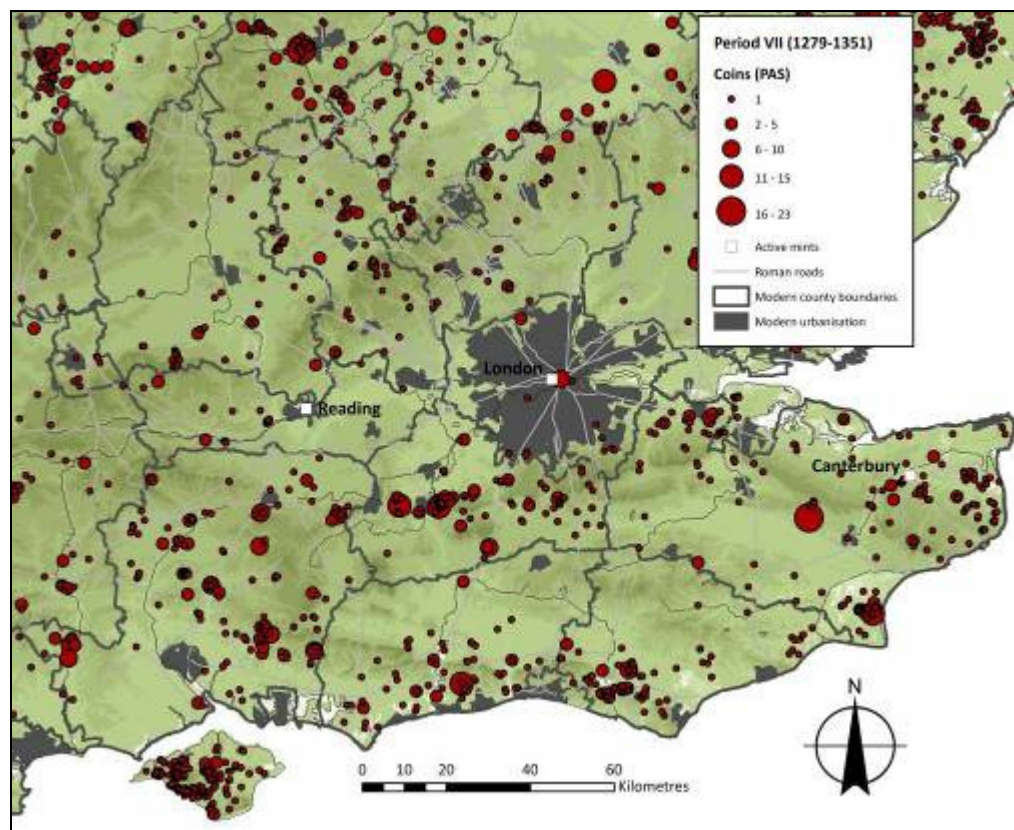 Period VII (1279-1351)
Coins (PAS)
1
2 - 5
6 - 10
11 - 15
16 - 23
Active mints
Roman roads
Modern county boundaries
Modern urbanisation
London
Reading
Canterbury
N
0 10 20 40 60
Kilometres